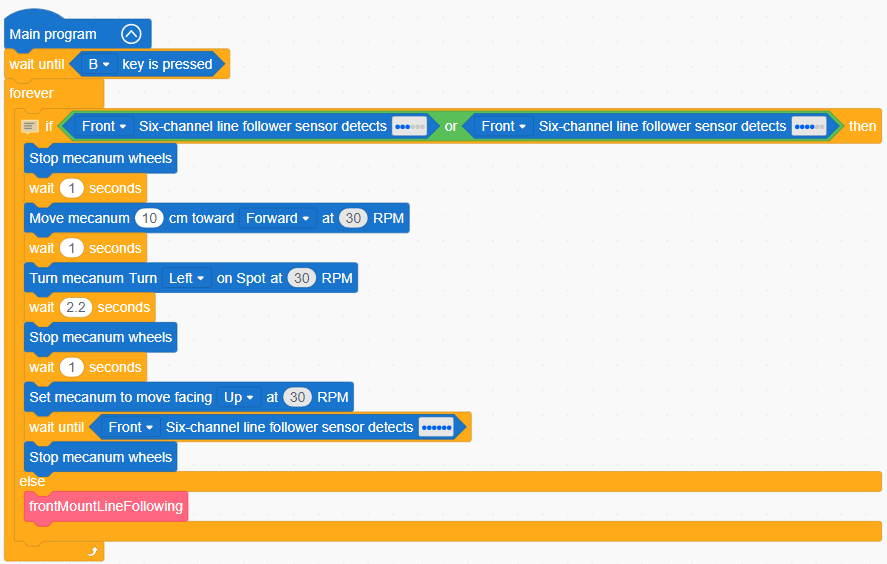 Main program
wait until B key is pressed
forever
if Front Six-channel line follower sensor detects or Front Six-channel line follower sensor detects then
Stop mecanum wheels
wait 1 seconds
Move mecanum 10 cm toward Forward at 30 RPM
wait 1 seconds
Turn mecanum Turn Left on Spot at 30 RPM
wait 2.2 seconds
Stop mecanum wheels
wait 1 seconds
Set mecanum to move facing Up at 30 RPM
wait until Front Six-channel line follower sensor detects
Stop mecanum wheels
else
frontMountLineFollowing